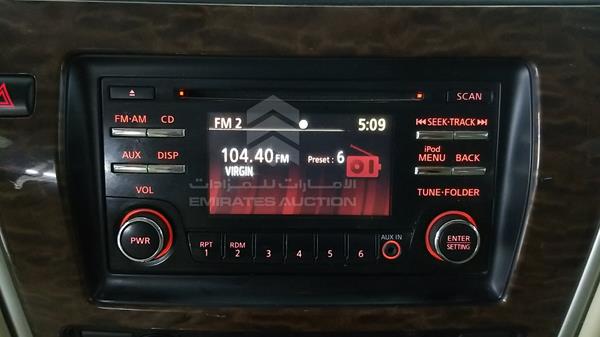 SCAN
FM·AM CD
FM 2 5:09
SEEK·TRACK
AUX DISP
104.40 FM Preset : 6
VIRGIN
iPod
MENU BACK
الامارات للمزادات
EMIRATES AUCTION
VOL
TUNE·FOLDER
PWR
RPT 1 RDM 2 3 4 5 6
AUX IN
ENTER
SETTING